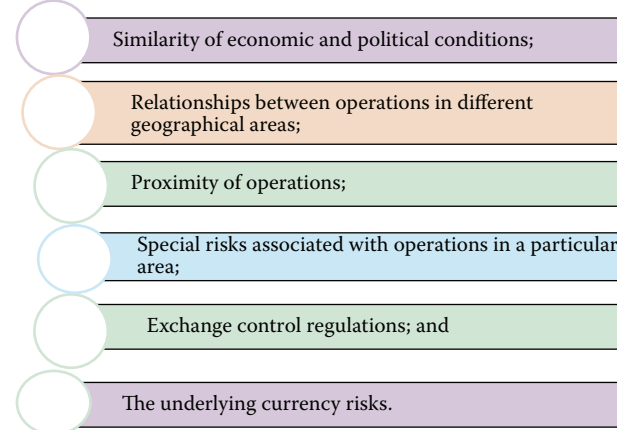 Similarity of economic and political conditions;
Relationships between operations in different
geographical areas;
Proximity of operations;
Special risks associated with operations in a particular
area;
Exchange control regulations; and
The underlying currency risks.